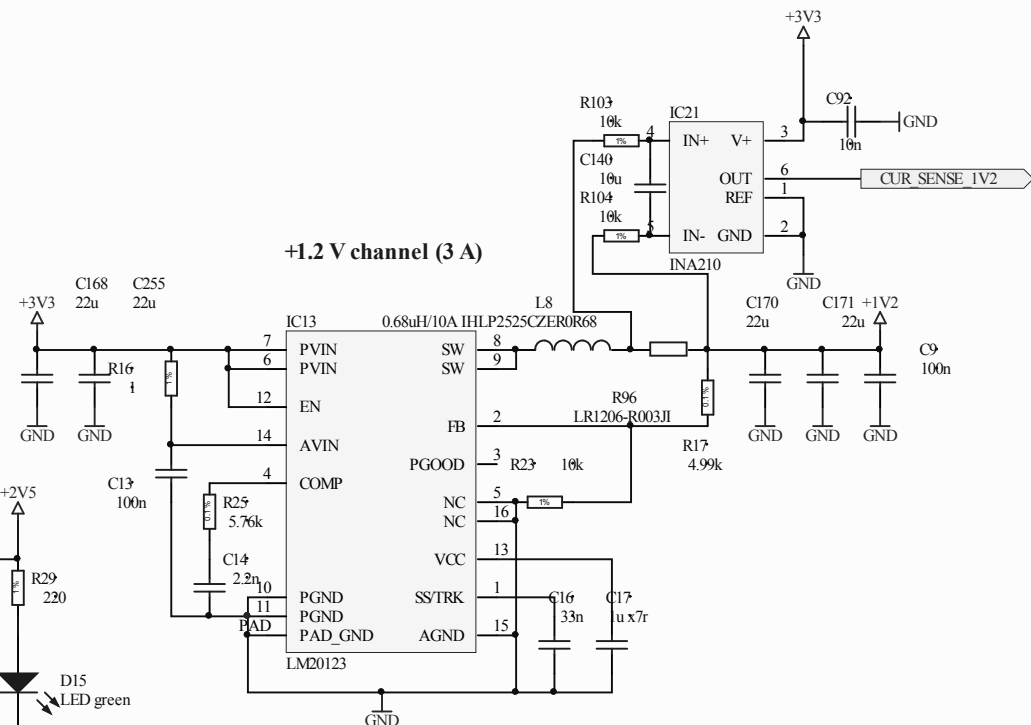 +3V3
R103
10k
1%
C140
10u
R104
10k
1%
IC21
4
IN+
V+
3
OUT
6
REF
1
5
IN-
GND
2
INA210
C92
10n
GND
CUR_SENSE_1V2
GND
+1.2 V channel (3 A)
+3V3
C168
22u
C255
22u
GND
GND
R16
1
1%
C13
100n
IC13
7
PVIN
6
PVIN
12
EN
14
AVIN
4
COMP
10
PGND
11
PGND
PAD
PAD_GND
LM20123
SW
8
SW
9
FB
2
PGOOD
3
NC
5
NC
16
VCC
13
SS/TRK
1
AGND
15
R25
5.76k
0.1%
C14
2.2n
L8
0.68uH/10A IHLP2525CZER0R68
R96
LR1206-R003JI
R17
4.99k
0.1%
R23
10k
1%
C16
33n
C17
1u x7r
GND
C170
22u
C171
22u
+1V2
C9
100n
GND
GND
GND
+2V5
R29
220
1%
D15
LED green